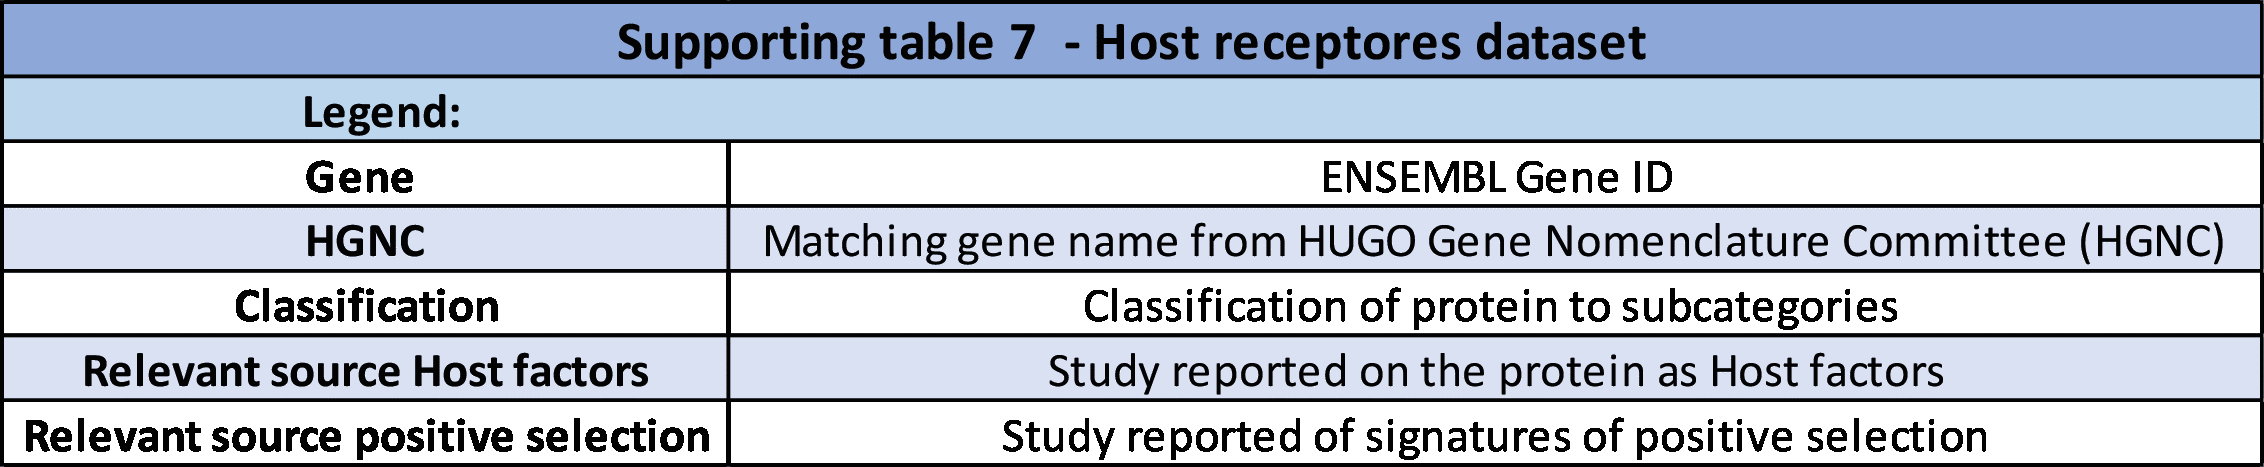 Supporting table 7  - Host receptores dataset
Legend:
Gene ENSEMBL Gene ID
HGNC Matching gene name from HUGO Gene Nomenclature Committee (HGNC)
Classification Classification of protein to subcategories
Relevant source Host factors Study reported on the protein as Host factors
Relevant source positive selection Study reported of signatures of positive selection